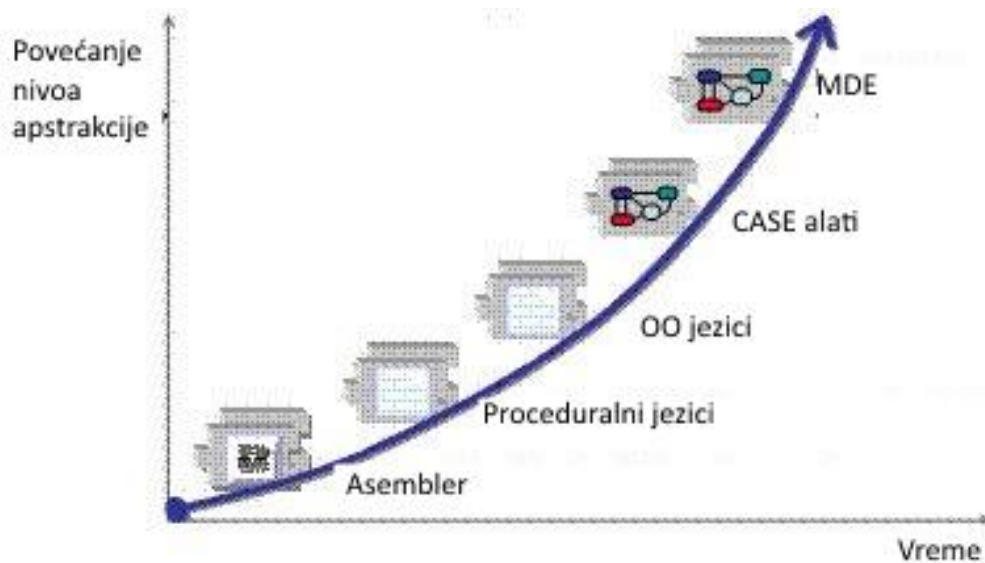 Povećanje
nivoa
apstrakcije
MDE
CASE alati
OO jezici
Proceduralni jezici
Asembler
Vreme